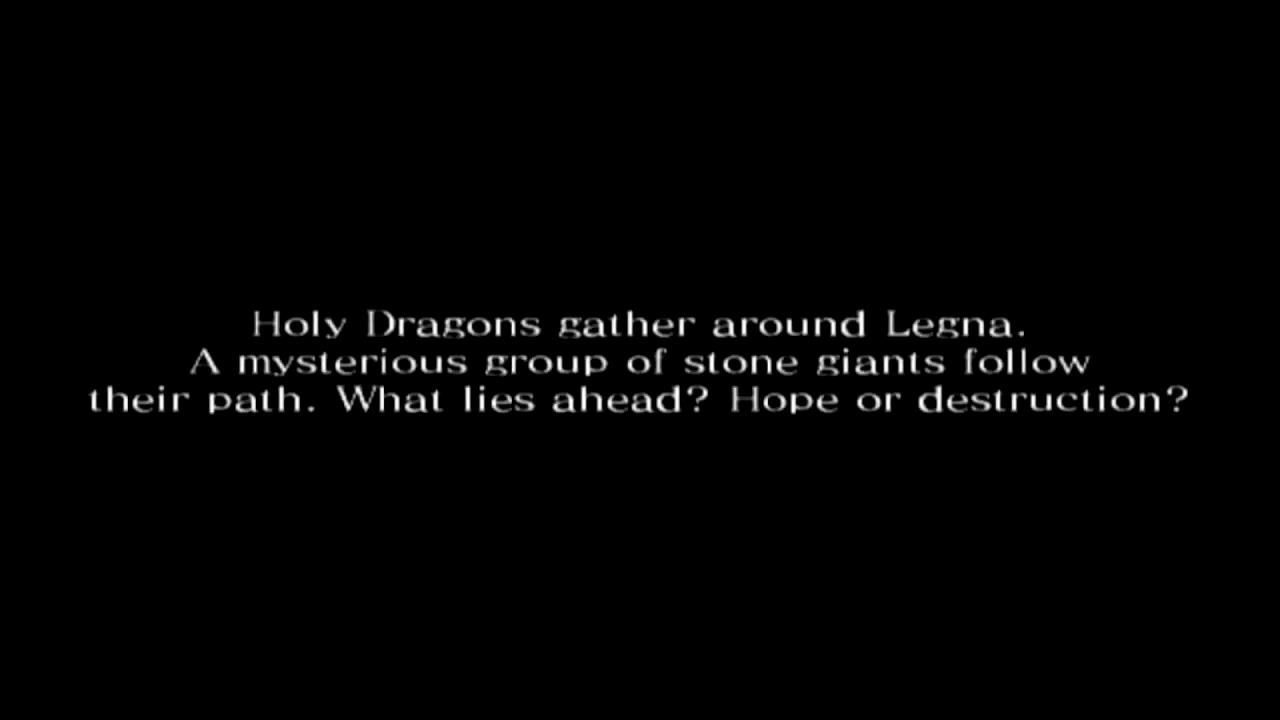 Holy Dragons gather around Legna.
A mysterious group of stone giants follow
their path. What lies ahead? Hope or destruction?